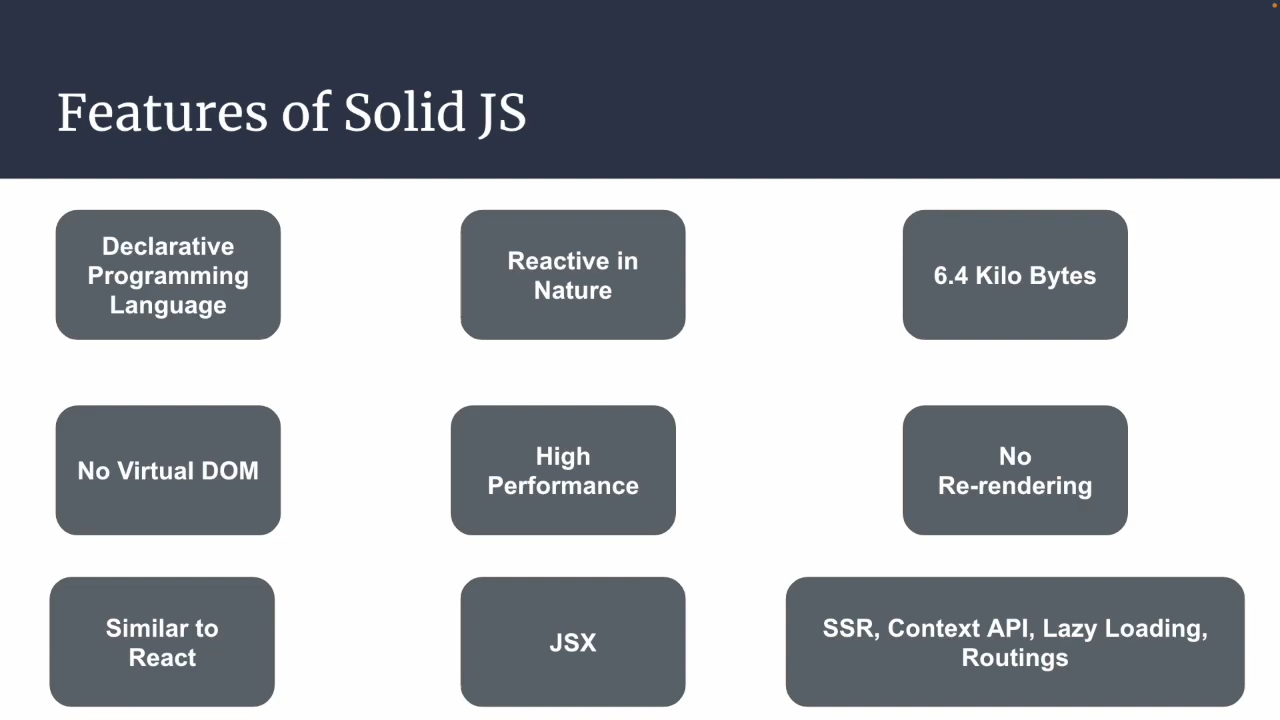 Features of Solid JS
Declarative
Programming
Language
Reactive in
Nature
6.4 Kilo Bytes
No Virtual DOM
High
Performance
No
Re-rendering
Similar to
React
JSX
SSR, Context API, Lazy Loading,
Routings